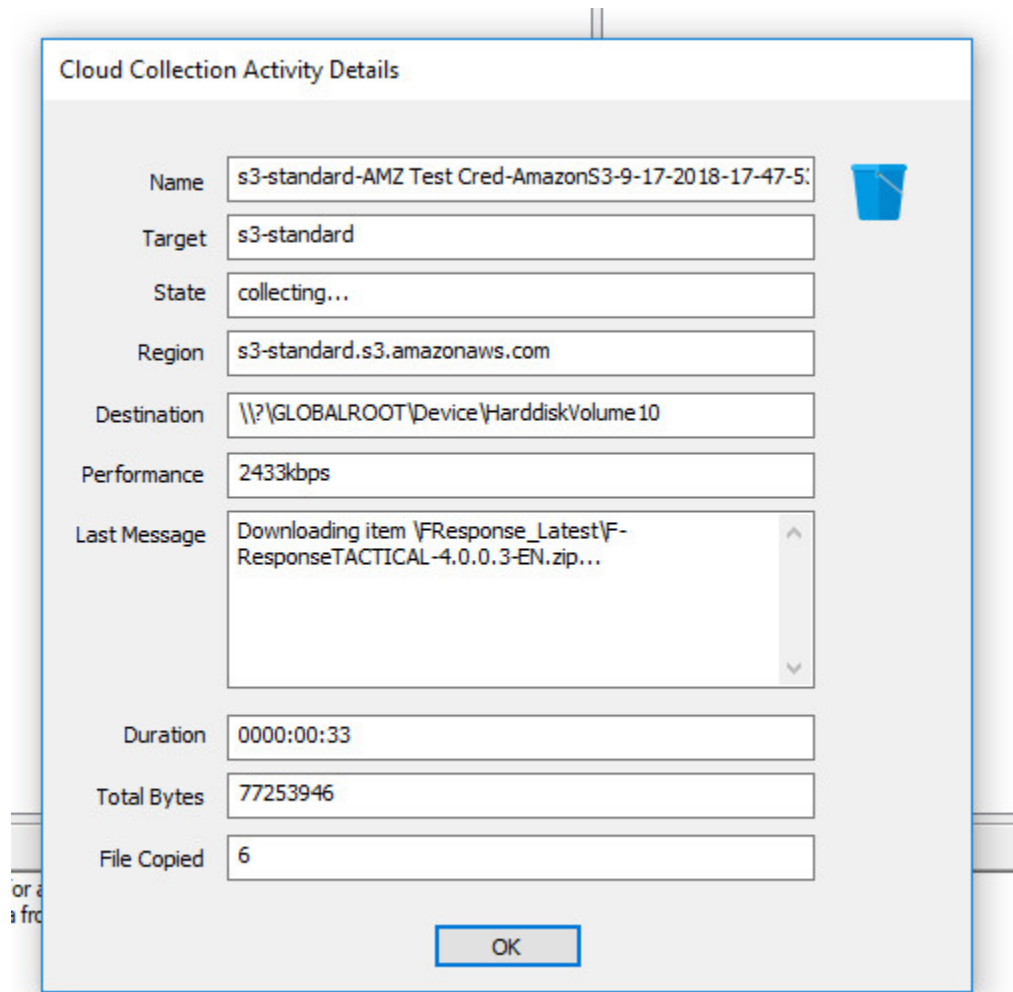 Cloud Collection Activity Details
Name s3-standard-AMZ Test Cred-AmazonS3-9-17-2018-17-47-5
Target s3-standard
State collecting...
Region s3-standard.s3.amazonaws.com
Destination \\?\GLOBALROOT\Device\HarddiskVolume10
Performance 2433kbps
Last Message Downloading item \FResponse_Latest\F-
ResponseTACTICAL-4.0.0.3-EN.zip...
Duration 0000:00:33
Total Bytes 77253946
File Copied 6
or a
a fro
OK